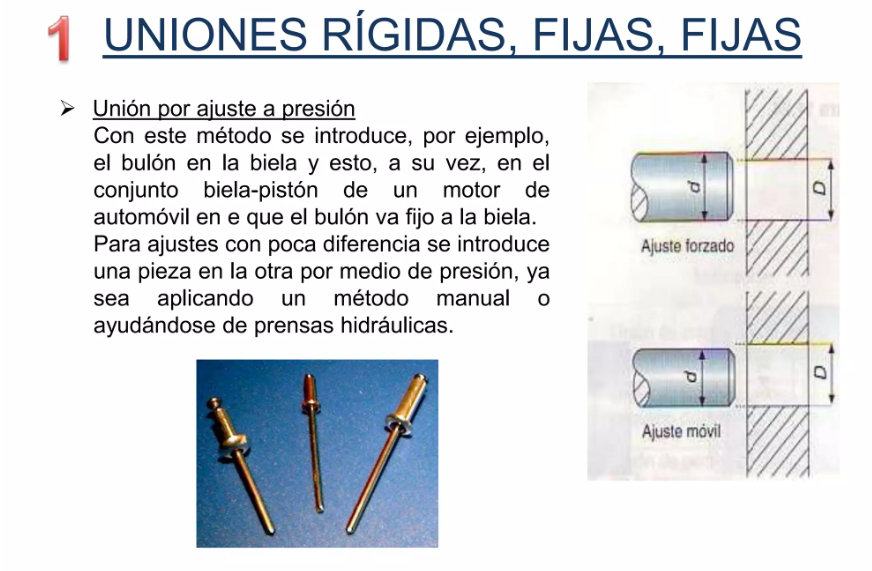 1 UNIONES RÍGIDAS, FIJAS, FIJAS
➢ Unión por ajuste a presión
Con este método se introduce, por ejemplo,
el bulón en la biela y esto, a su vez, en el
conjunto biela-pistón de un motor de
automóvil en e que el bulón va fijo a la biela.
Para ajustes con poca diferencia se introduce
una pieza en la otra por medio de presión, ya
sea aplicando un método manual o
ayudándose de prensas hidráulicas.
d
D
Ajuste forzado
d
D
Ajuste móvil